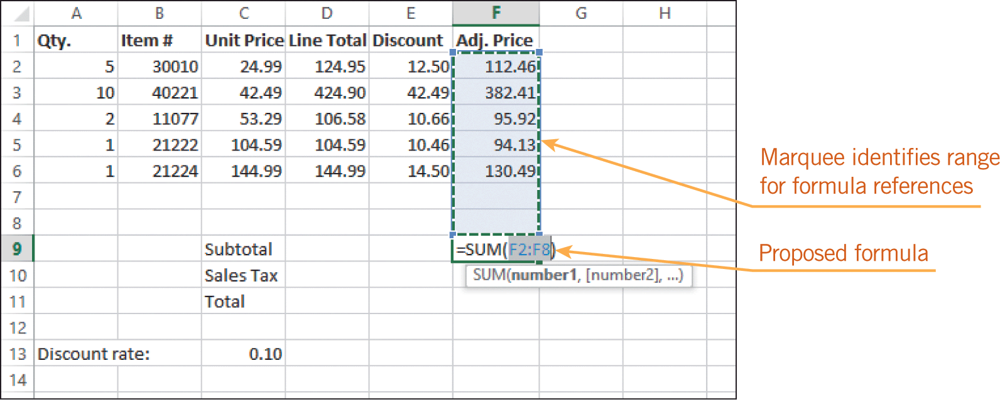 A B C D E F G H
1 Qty. Item # Unit Price Line Total Discount Adj. Price
2 5 30010 24.99 124.95 12.50 112.46
3 10 40221 42.49 424.90 42.49 382.41
4 2 11077 53.29 106.58 10.66 95.92
5 1 21222 104.59 104.59 10.46 94.13
6 1 21224 144.99 144.99 14.50 130.49
Marquee identifies range
for formula references
7
8
9 Subtotal =SUM(F2:F8)
Proposed formula
10 Sales Tax SUM(number1, [number2], ...)
11 Total
12
13 Discount rate: 0.10
14